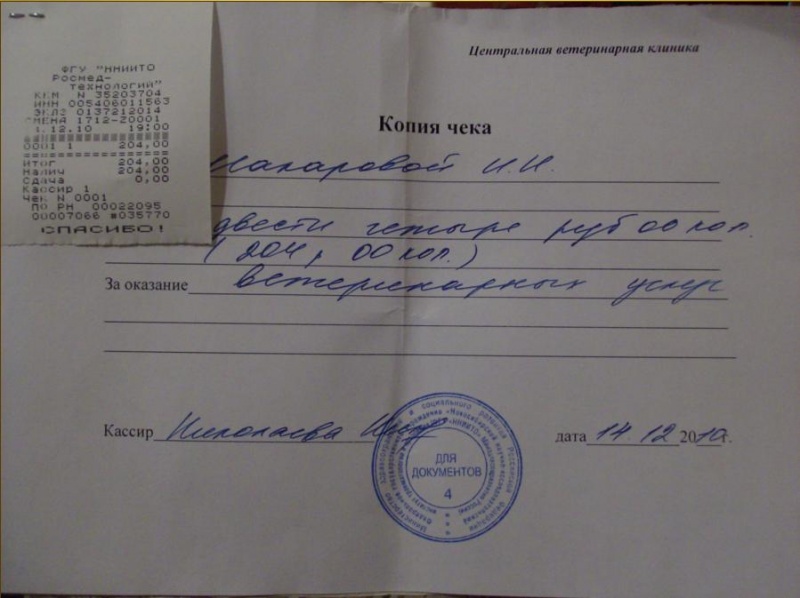 ФГУ "ННИИТО
Росмед-
технологий"
ККМ N 35203704
ИНН 005406011563
ЭКЛЗ 0137212014
СМЕНА 1712-Z0001
.12.10 19:00
0001 1 204,00
Итог 204,00
Налич 204,00
Сдача 0,00
Кассир 1
Чек N 0001
ПО РН 00022095
00007066 #035770
СПАСИБО!
Центральная ветеринарная клиника
Копия чека
Макаровой И.И.
двести четыре руб 00 коп.
(204 р 00 коп.)
За оказание ветеринарных услуг
Кассир Николаева
ДЛЯ
ДОКУМЕНТОВ
4
дата 14.12 2010г.